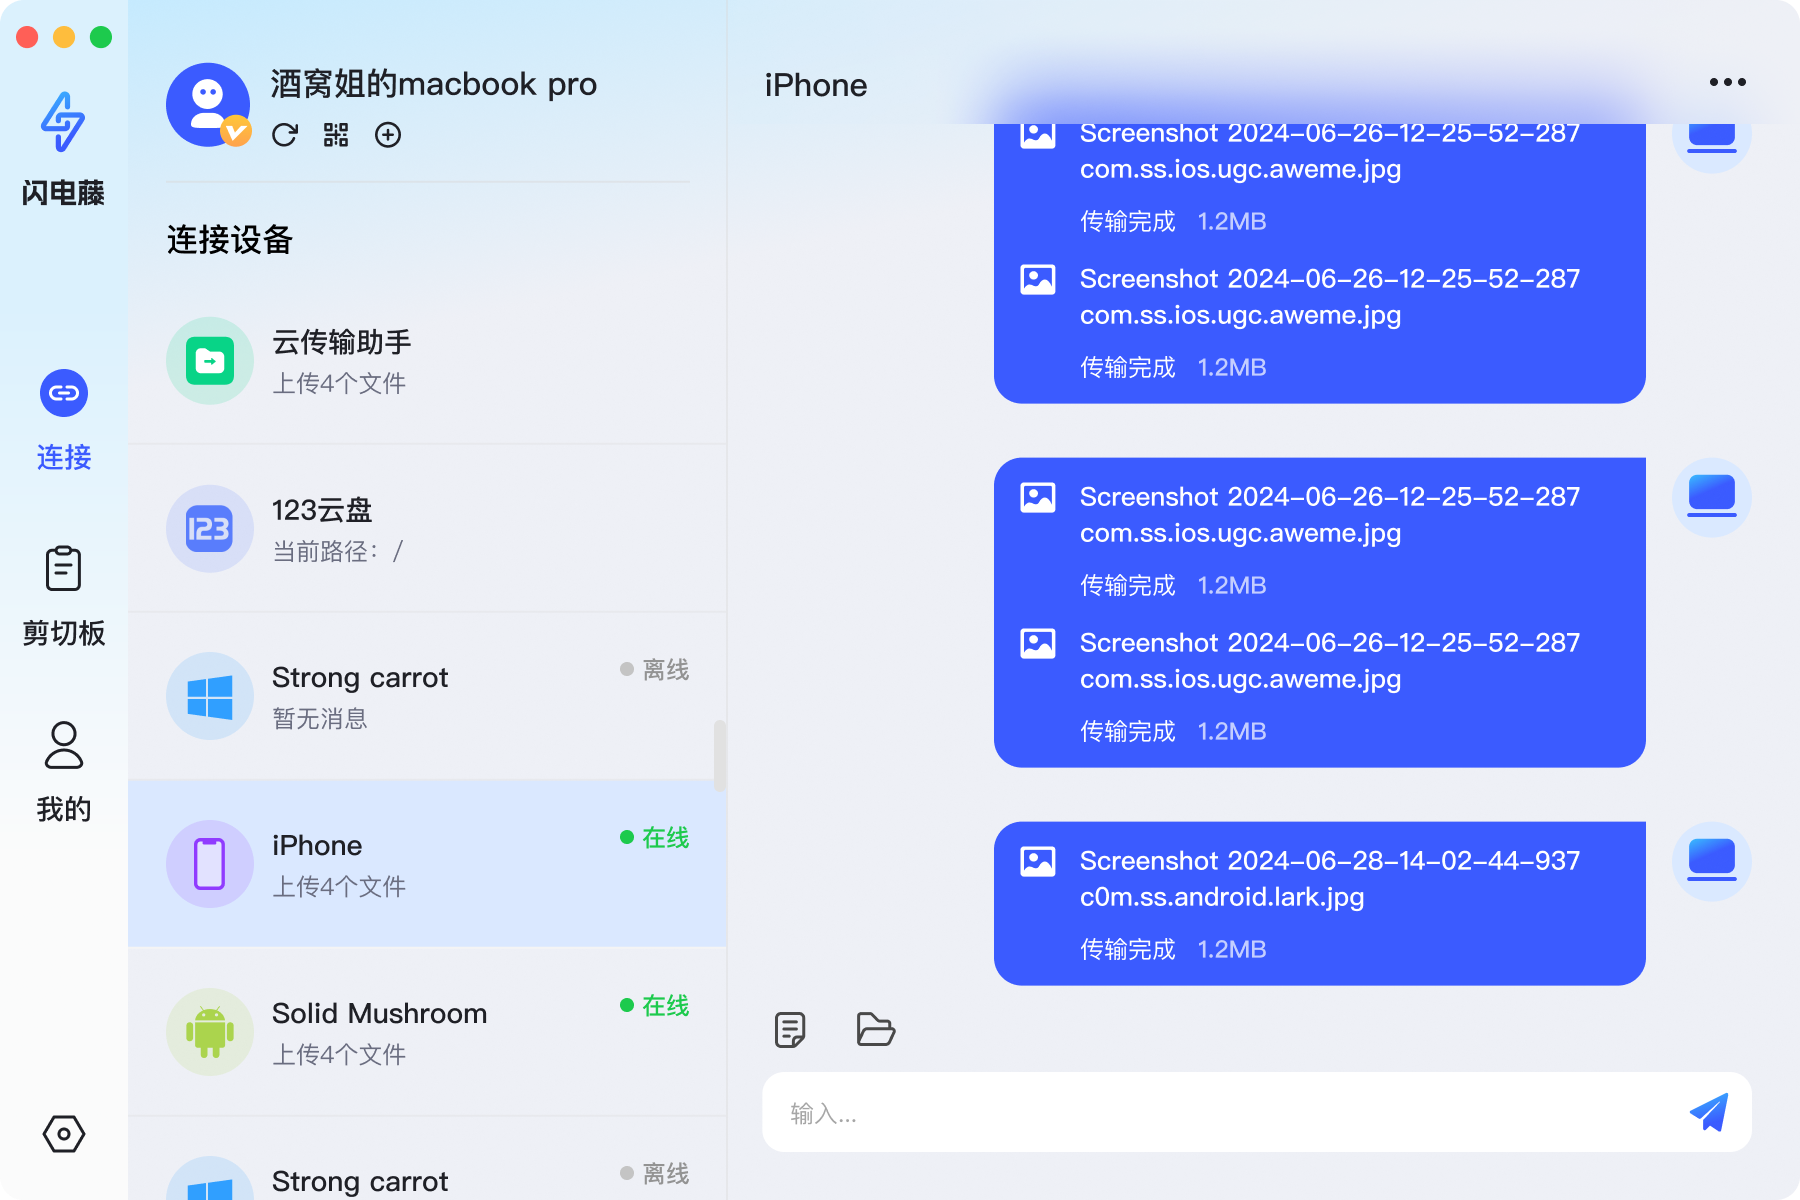 闪电藤
连接
剪切板
我的
酒窝姐的macbook pro
连接设备
云传输助手
上传4个文件
123
123云盘
当前路径：/
Strong carrot
离线
暂无消息
iPhone
在线
上传4个文件
Solid Mushroom
在线
上传4个文件
Strong carrot
离线
iPhone
Screenshot 2024-06-26-12-25-52-287
com.ss.ios.ugc.aweme.jpg
传输完成 1.2MB
Screenshot 2024-06-26-12-25-52-287
com.ss.ios.ugc.aweme.jpg
传输完成 1.2MB
Screenshot 2024-06-26-12-25-52-287
com.ss.ios.ugc.aweme.jpg
传输完成 1.2MB
Screenshot 2024-06-26-12-25-52-287
com.ss.ios.ugc.aweme.jpg
传输完成 1.2MB
Screenshot 2024-06-28-14-02-44-937
c0m.ss.android.lark.jpg
传输完成 1.2MB
输入...